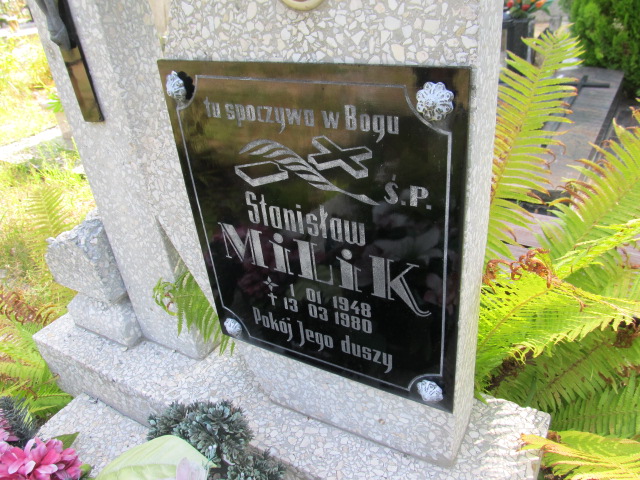 tu spoczywa w Bogu
Ś.P.
Stanisław
MiLiK
* 1 01 1948
† 13 03 1980
Pokój Jego duszy